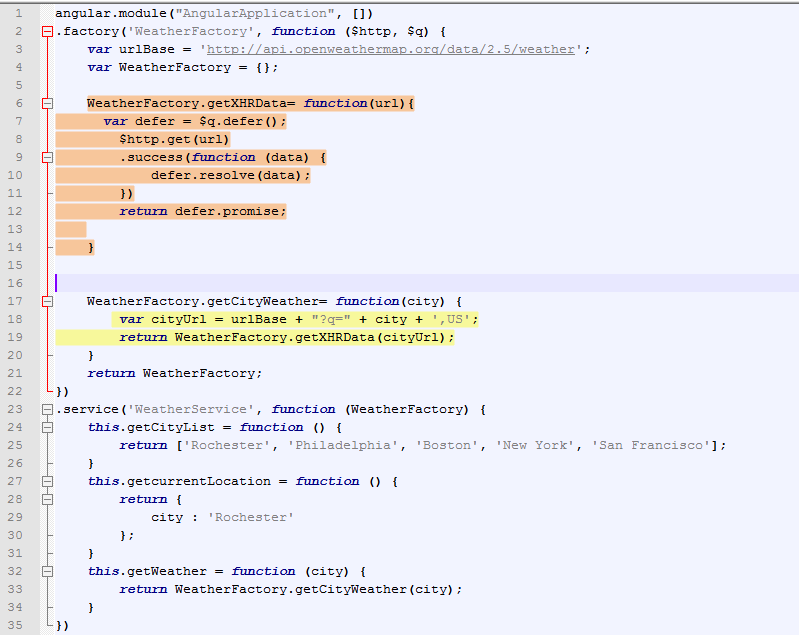 1 angular.module("AngularApplication", [])
2 .factory('WeatherFactory', function ($http, $q) {
3 var urlBase = 'http://api.openweathermap.org/data/2.5/weather';
4 var WeatherFactory = {};
5
6 WeatherFactory.getXHRData= function(url){
7 var defer = $q.defer();
8 $http.get(url)
9 .success(function (data) {
10 defer.resolve(data);
11 })
12 return defer.promise;
13
14 }
15
16
17 WeatherFactory.getCityWeather= function(city) {
18 var cityUrl = urlBase + "?q=" + city + ',US';
19 return WeatherFactory.getXHRData(cityUrl);
20 }
21 return WeatherFactory;
22 })
23 .service('WeatherService', function (WeatherFactory) {
24 this.getCityList = function () {
25 return ['Rochester', 'Philadelphia', 'Boston', 'New York', 'San Francisco'];
26 }
27 this.getcurrentLocation = function () {
28 return {
29 city : 'Rochester'
30 };
31 }
32 this.getWeather = function (city) {
33 return WeatherFactory.getCityWeather(city);
34 }
35 })